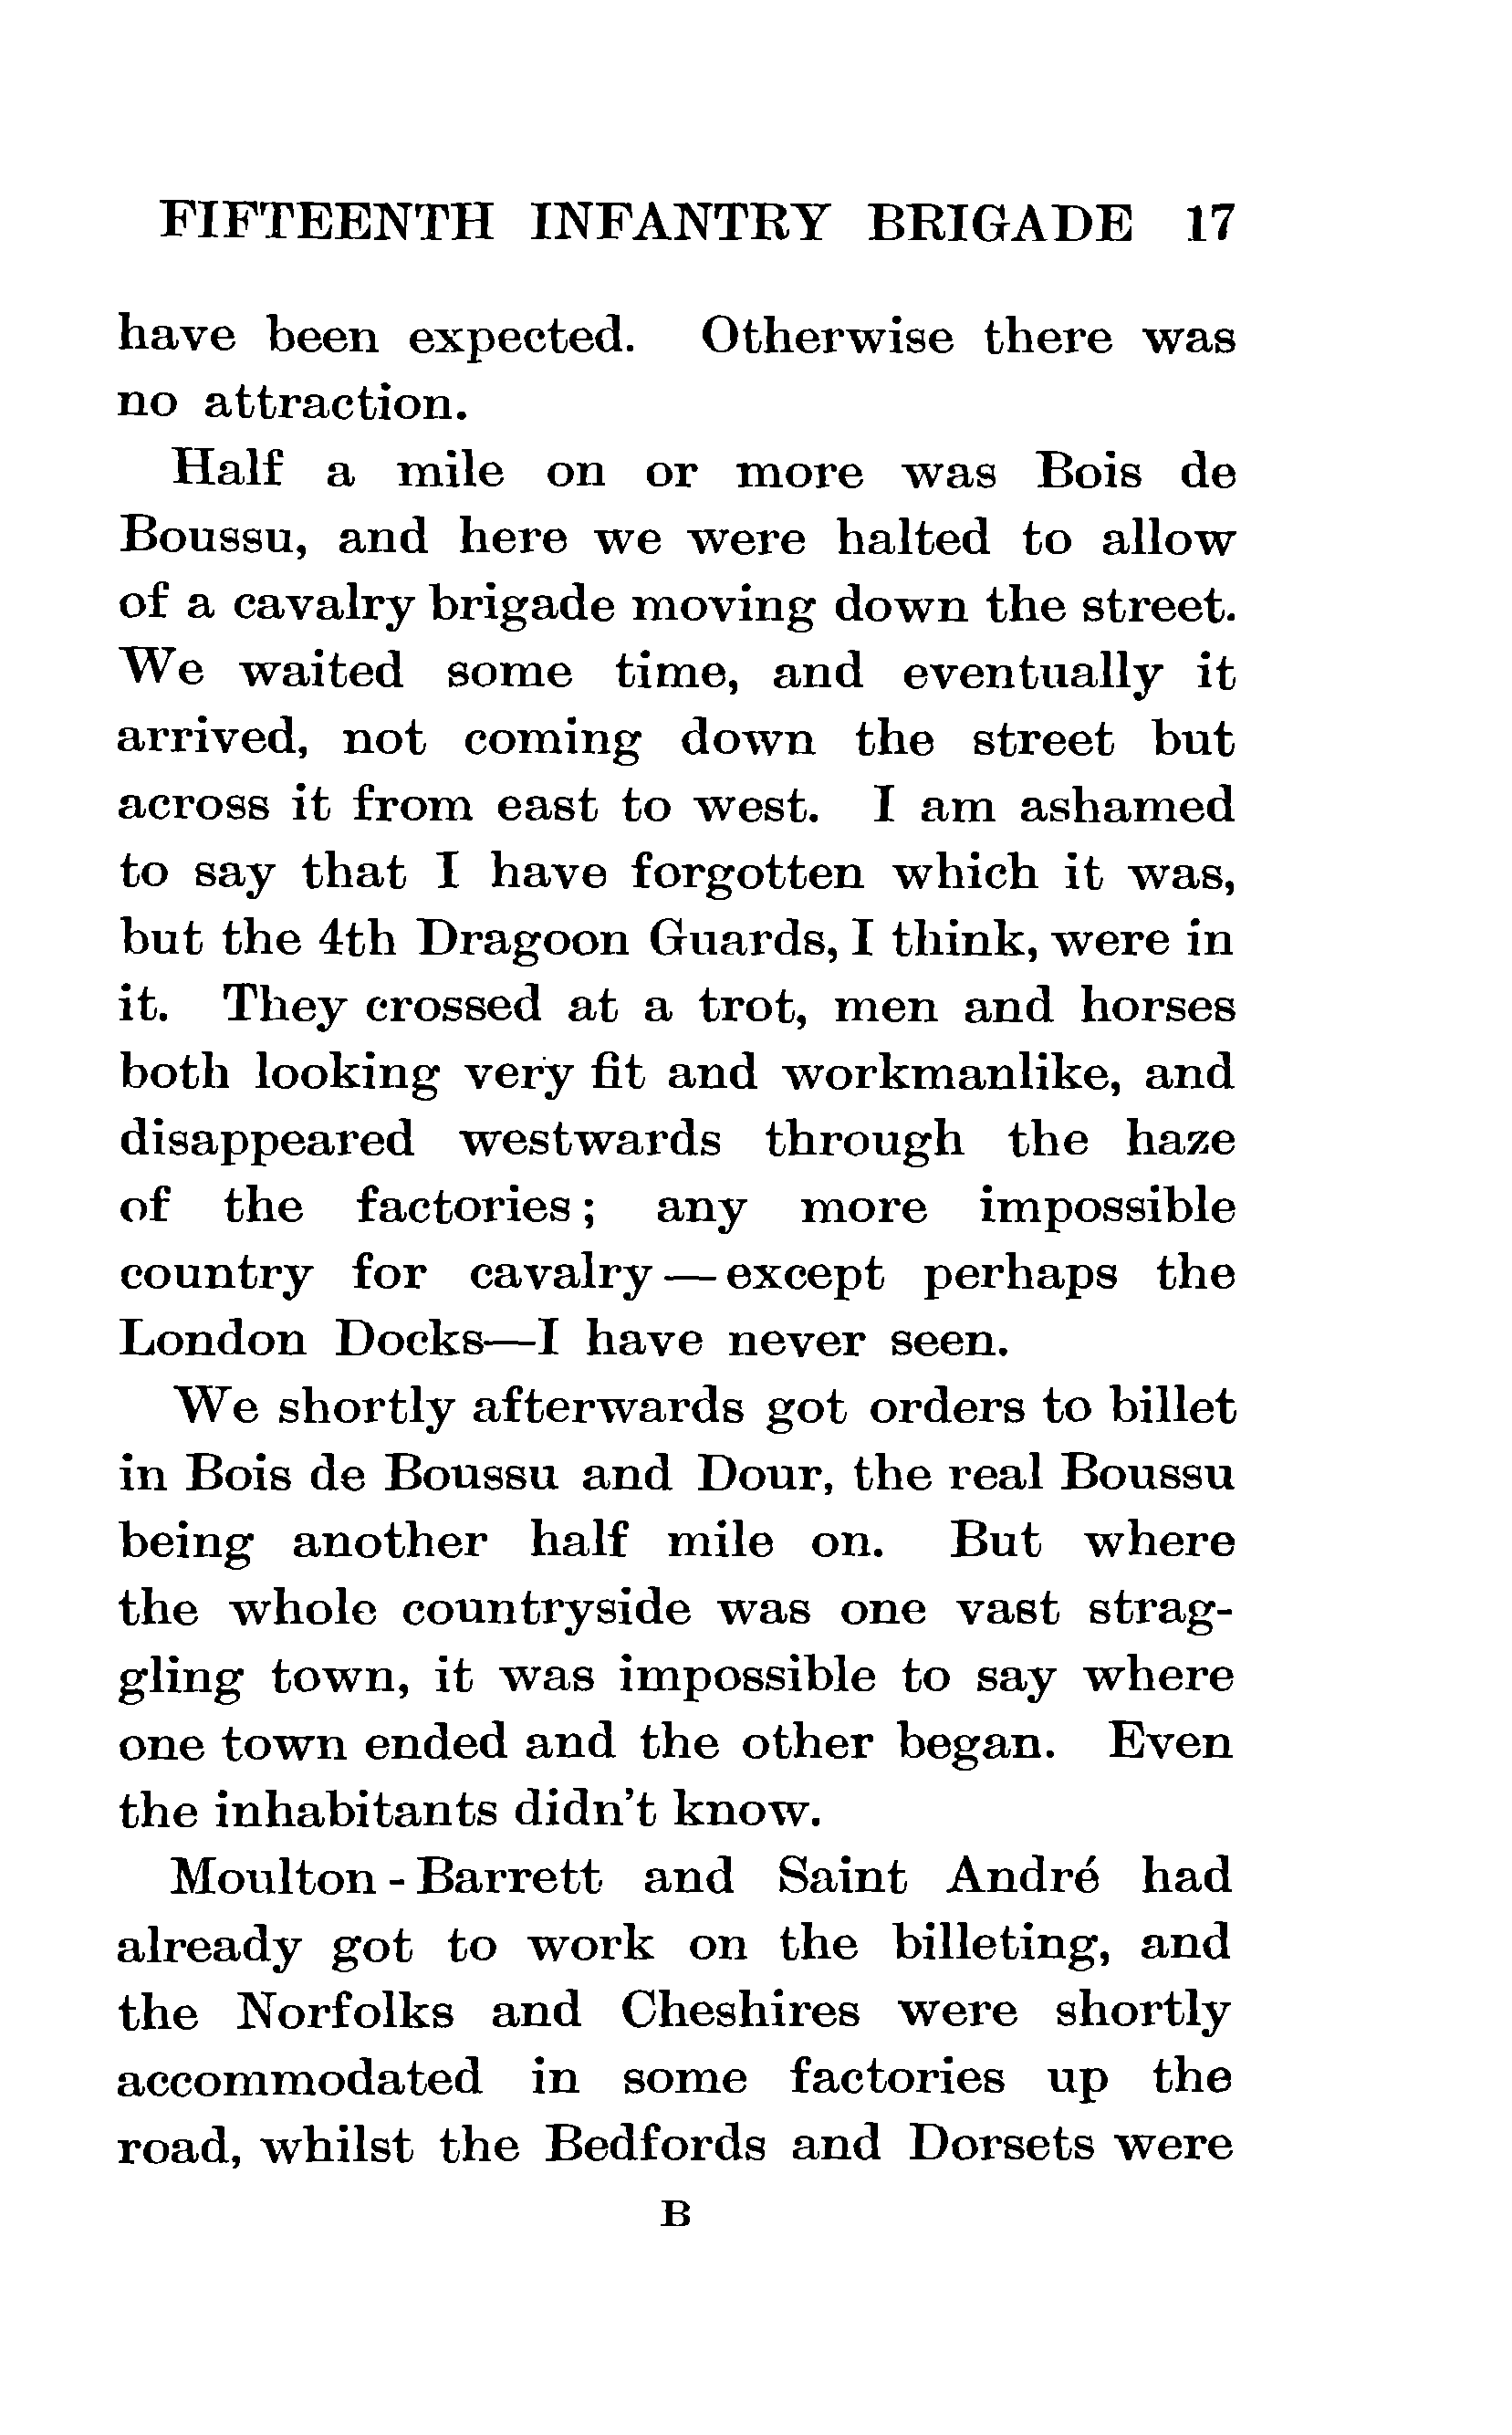 FIFTEENTH INFANTRY BRIGADE 17
have been expected. Otherwise there was
no attraction.
Half a mile on or more was Bois de
Boussu, and here we were halted to allow
of a cavalry brigade moving down the street.
We waited some time, and eventually it
arrived, not coming down the street but
across it from east to west. I am ashamed
to say that I have forgotten which it was,
but the 4th Dragoon Guards, I think, were in
it. They crossed at a trot, men and horses
both looking very fit and workmanlike, and
disappeared westwards through the haze
of the factories; any more impossible
country for cavalry—except perhaps the
London Docks—I have never seen.
We shortly afterwards got orders to billet
in Bois de Boussu and Dour, the real Boussu
being another half mile on. But where
the whole countryside was one vast strag-
gling town, it was impossible to say where
one town ended and the other began. Even
the inhabitants didn't know.
Moulton-Barrett and Saint André had
already got to work on the billeting, and
the Norfolks and Cheshires were shortly
accommodated in some factories up the
road, whilst the Bedfords and Dorsets were
B